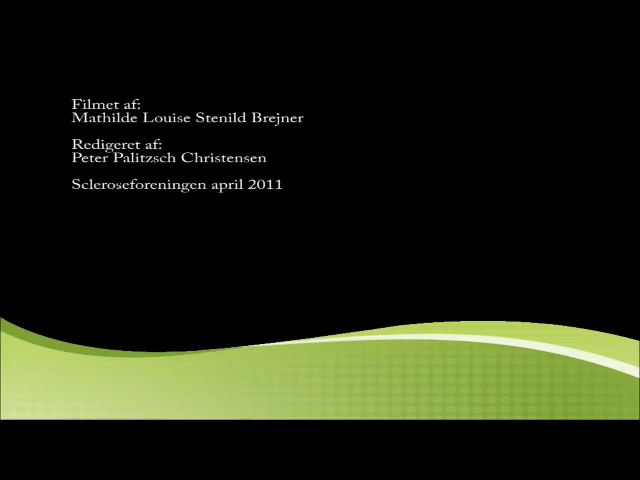 Filmet af:
Mathilde Louise Stenild Brejner
Redigeret af:
Peter Palitzsch Christensen
Scleroseforeningen april 2011